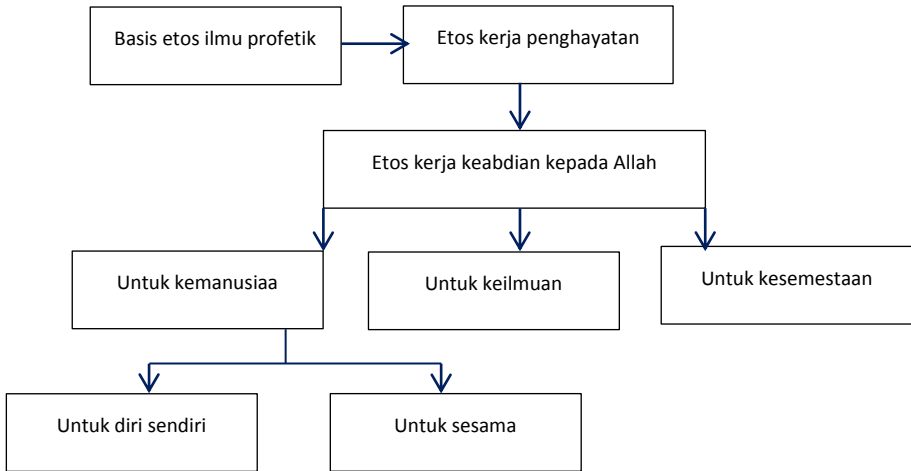 Basis etos ilmu profetik
Etos kerja penghayatan
Etos kerja keabdian kepada Allah
Untuk kemanusiaa
Untuk keilmuan
Untuk kesemestaan
Untuk diri sendiri
Untuk sesama